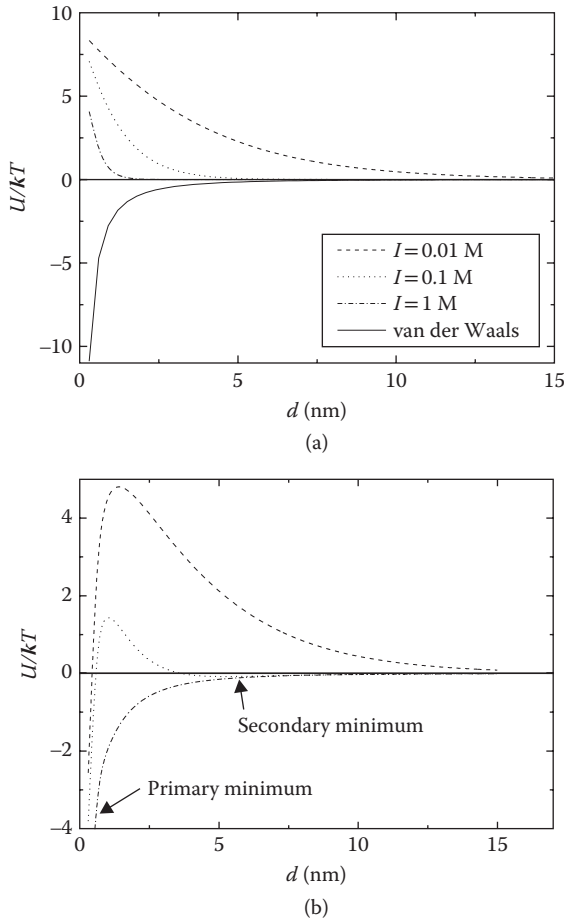 10
5
0
−5
−10
U/kT
I = 0.01 M
I = 0.1 M
I = 1 M
van der Waals
0 5 10 15
d (nm)
(a)
4
2
0
−2
−4
U/kT
Secondary minimum
Primary minimum
0 5 10 15
d (nm)
(b)